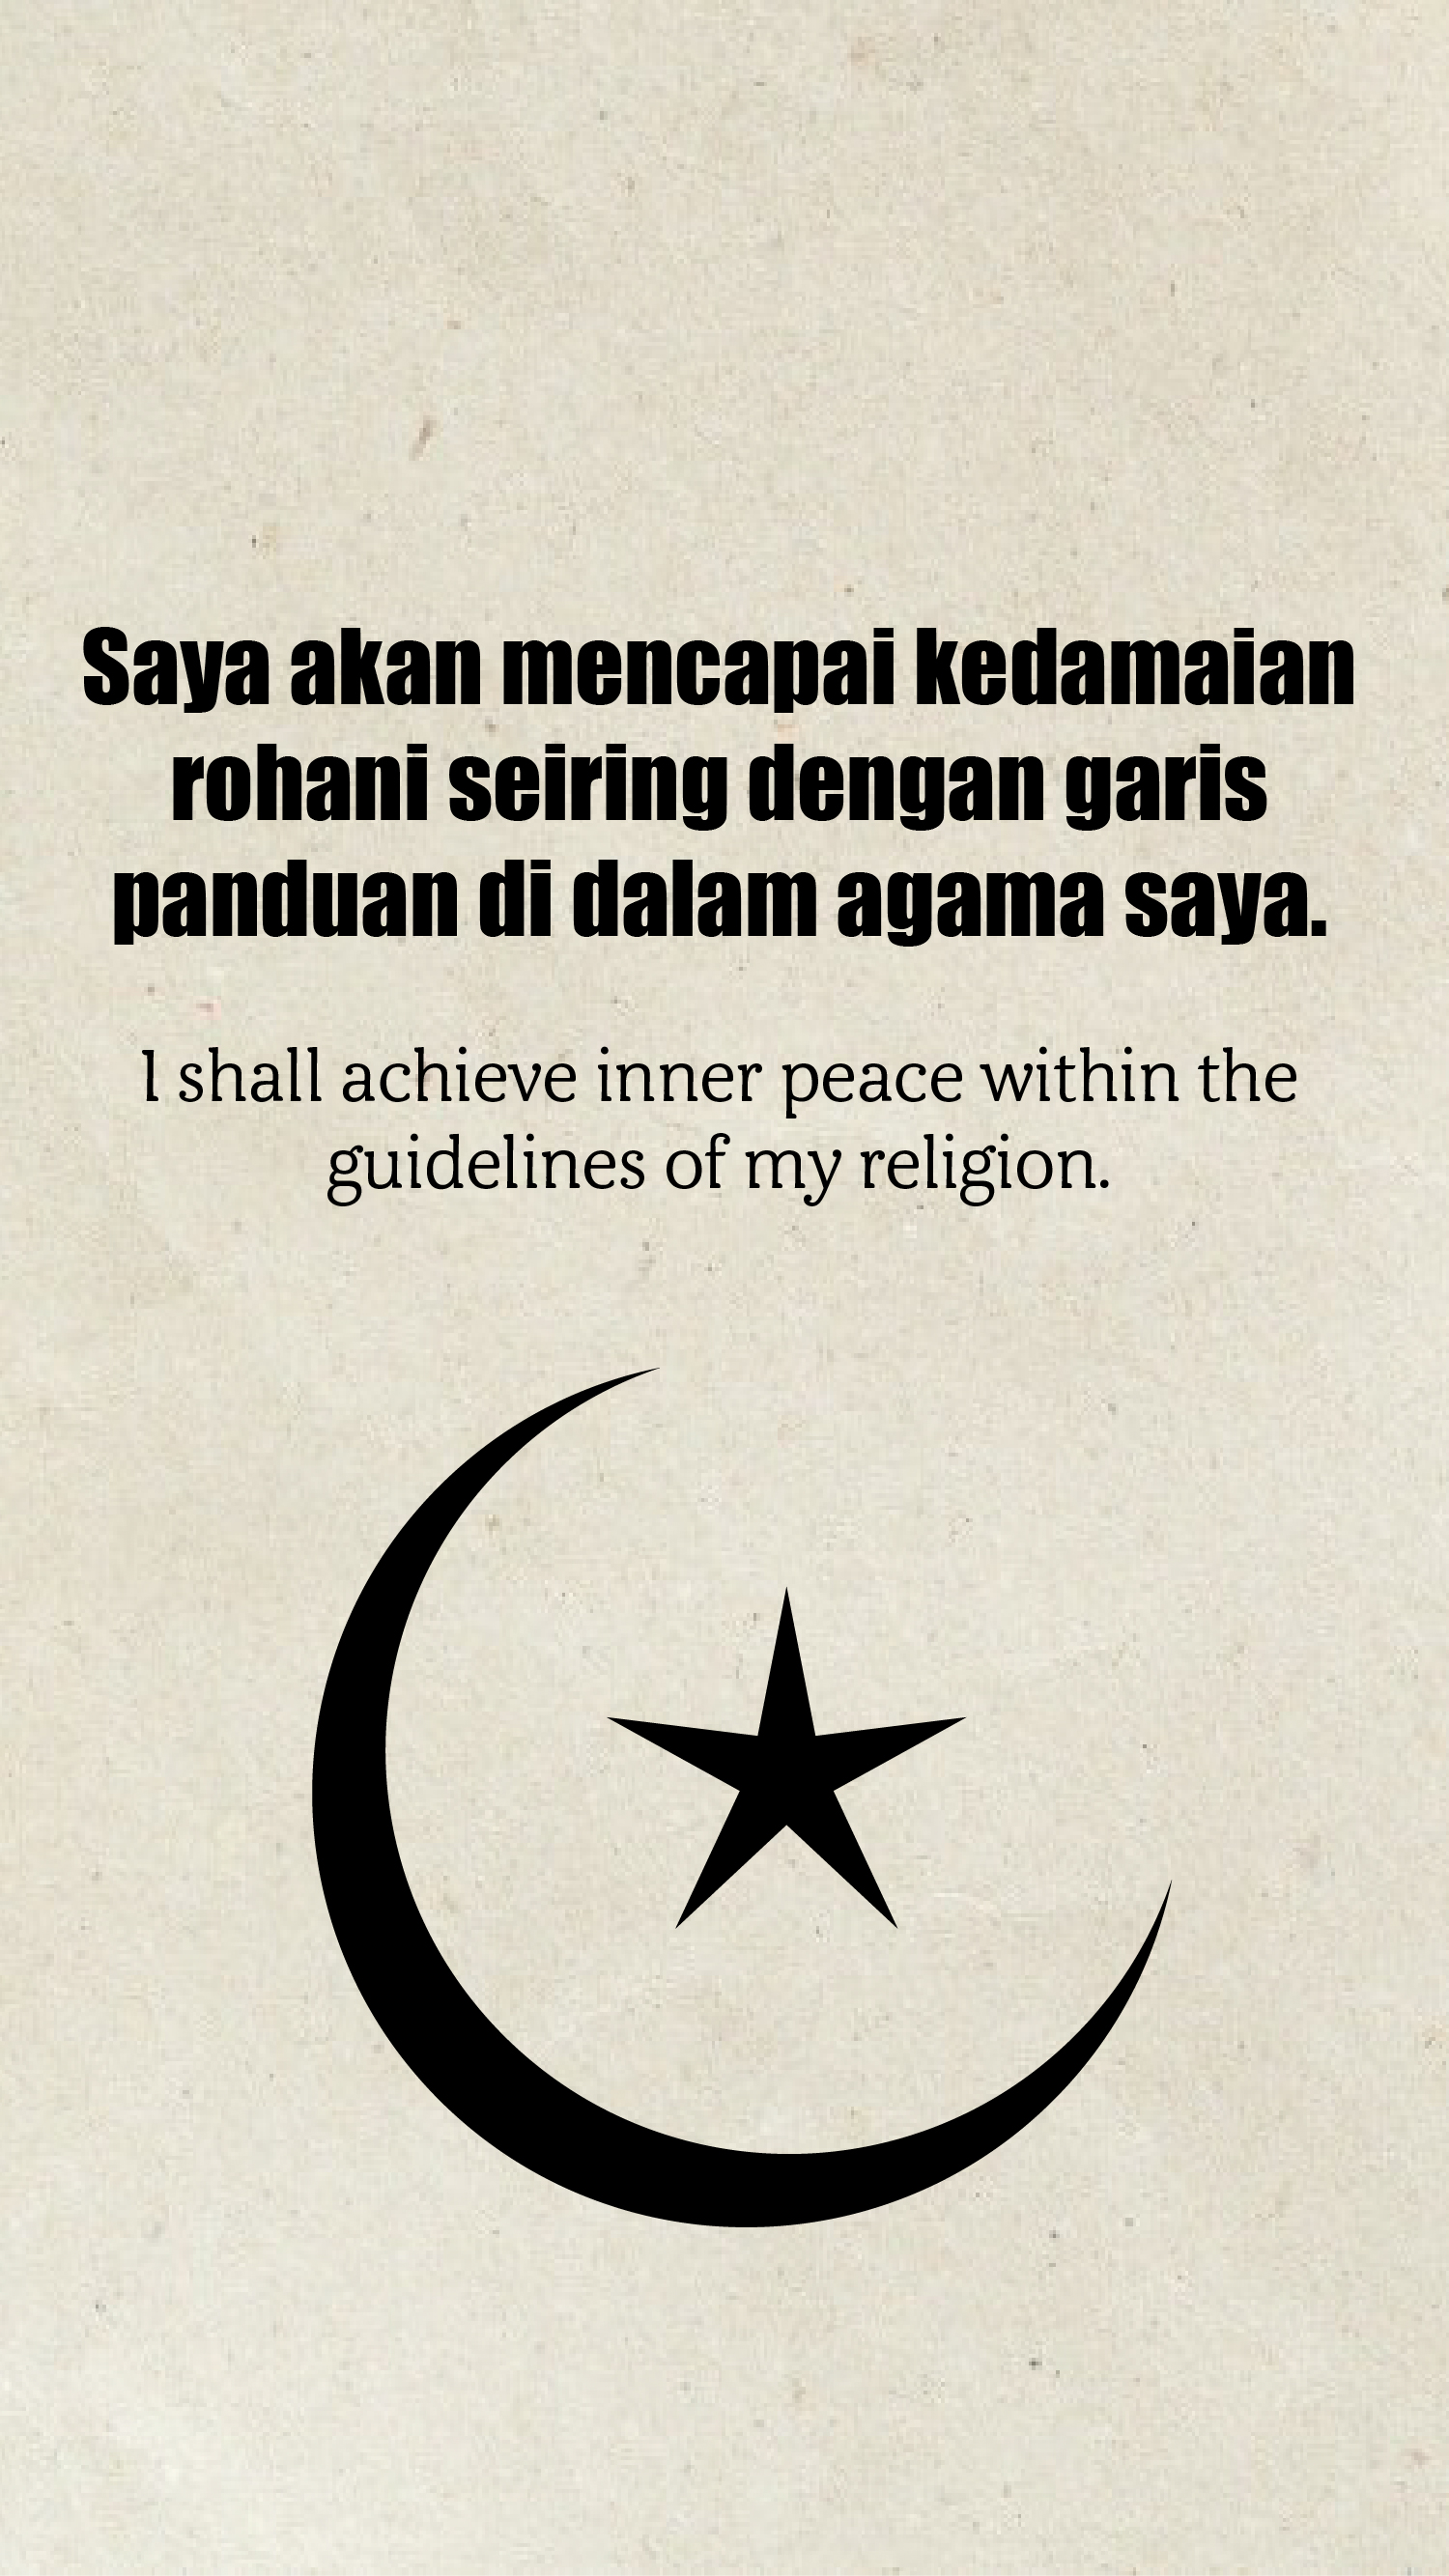 Saya akan mencapai kedamaian
rohani seiring dengan garis
panduan di dalam agama saya.
I shall achieve inner peace within the
guidelines of my religion.